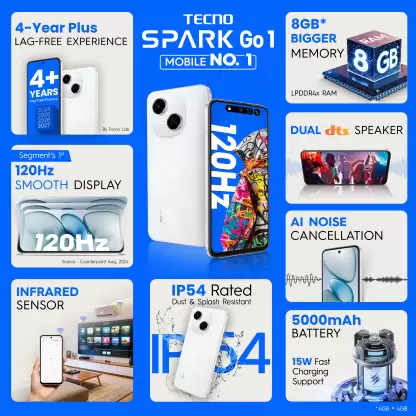 4-Year Plus
LAG-FREE EXPERIENCE
4+
YEARS
2024
2025
2026
2027
By Tecno Lab
Segment's 1st
120Hz
SMOOTH DISPLAY
120Hz
Source - Counterpoint Aug, 2024
INFRARED
SENSOR
TECNO
SPARK Go 1
MOBILE NO. 1
120Hz
IP54 Rated
Dust & Splash Resistant
IP54
8GB*
BIGGER
MEMORY
LPDDR4x RAM
RAM
8 GB
DUAL dts SPEAKER
AI NOISE
CANCELLATION
5000mAh
BATTERY
15W Fast
Charging
Support
*4GB + 4GB